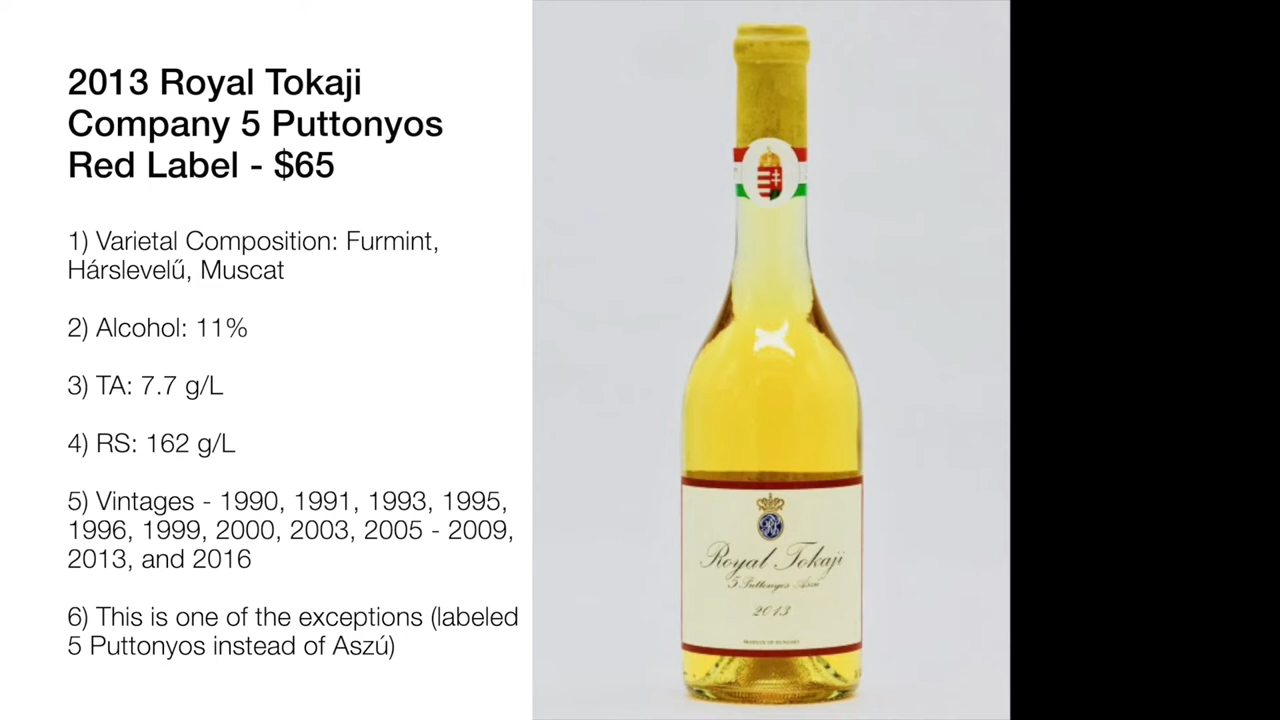 2013 Royal Tokaji
Company 5 Puttonyos
Red Label - $65
1) Varietal Composition: Furmint,
Hárslevelű, Muscat
2) Alcohol: 11%
3) TA: 7.7 g/L
4) RS: 162 g/L
5) Vintages - 1990, 1991, 1993, 1995,
1996, 1999, 2000, 2003, 2005 - 2009,
2013, and 2016
6) This is one of the exceptions (labeled
5 Puttonyos instead of Aszú)
Royal Tokaji
5 Puttonyos Aszú
2013
PRODUCE OF HUNGARY